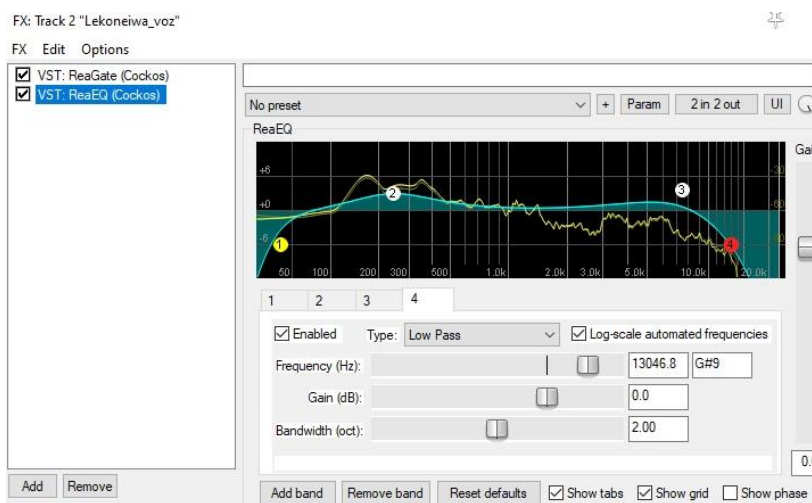 FX: Track 2 "Lekoneiwa_voz"
FX Edit Options
VST: ReaGate (Cockos)
VST: ReaEQ (Cockos)
No preset + Param 2 in 2 out UI
ReaEQ
Gai
+6 -30
+0 -60
-6
1 2 3 4
50 100 200 300 500 1.0k 2.0k 3.0k 5.0k 10.0k 20.0k
1 2 3 4
Enabled Type: Low Pass Log-scale automated frequencies
Frequency (Hz): 13046.8 G#9
Gain (dB): 0.0
Bandwidth (oct): 2.00
0.
Add Remove
Add band Remove band Reset defaults Show tabs Show grid Show phase